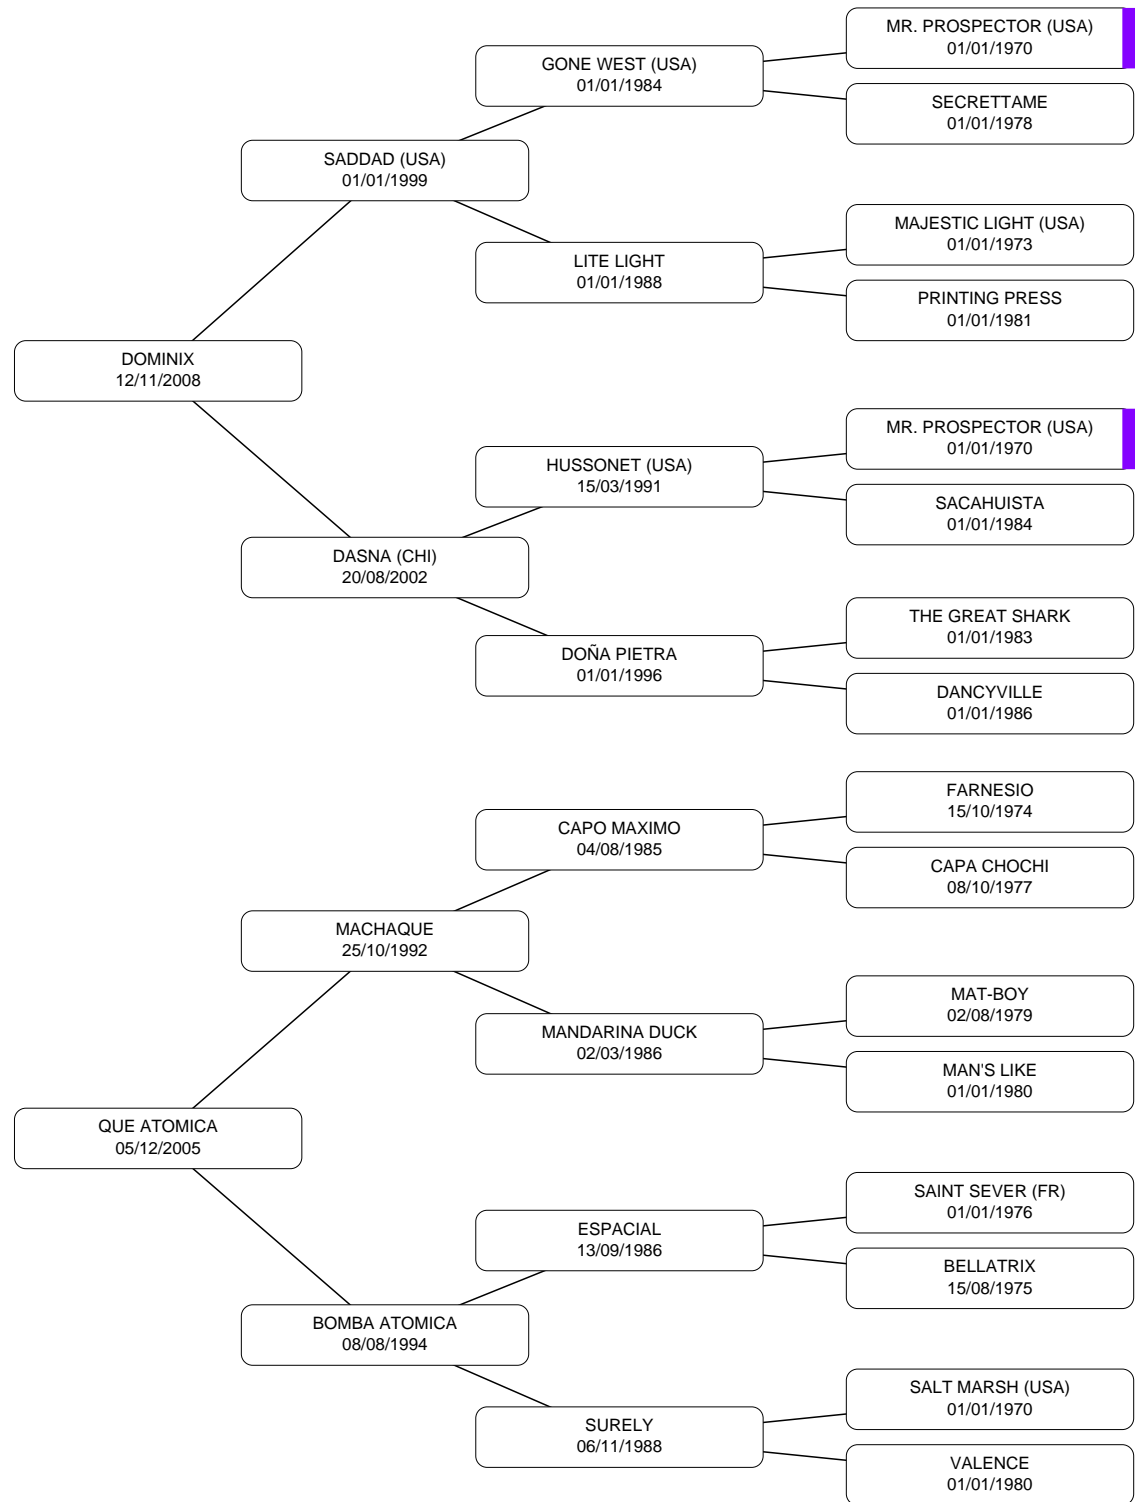 MR. PROSPECTOR (USA)
01/01/1970
GONE WEST (USA)
01/01/1984
SECRETTAME
01/01/1978
SADDAD (USA)
01/01/1999
MAJESTIC LIGHT (USA)
01/01/1973
LITE LIGHT
01/01/1988
PRINTING PRESS
01/01/1981
DOMINIX
12/11/2008
MR. PROSPECTOR (USA)
01/01/1970
HUSSONET (USA)
15/03/1991
SACAHUISTA
01/01/1984
DASNA (CHI)
20/08/2002
THE GREAT SHARK
01/01/1983
DOÑA PIETRA
01/01/1996
DANCYVILLE
01/01/1986
FARNESIO
15/10/1974
CAPO MAXIMO
04/08/1985
CAPA CHOCHI
08/10/1977
MACHAQUE
25/10/1992
MAT-BOY
02/08/1979
MANDARINA DUCK
02/03/1986
MAN'S LIKE
01/01/1980
QUE ATOMICA
05/12/2005
SAINT SEVER (FR)
01/01/1976
ESPACIAL
13/09/1986
BELLATRIX
15/08/1975
BOMBA ATOMICA
08/08/1994
SALT MARSH (USA)
01/01/1970
SURELY
06/11/1988
VALENCE
01/01/1980